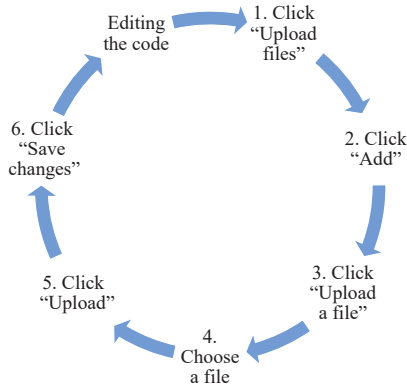 Editing
the code
1. Click
“Upload
files”
2. Click
“Add”
3. Click
“Upload
a file”
4.
Choose
a file
5. Click
“Upload”
6. Click
“Save
changes”